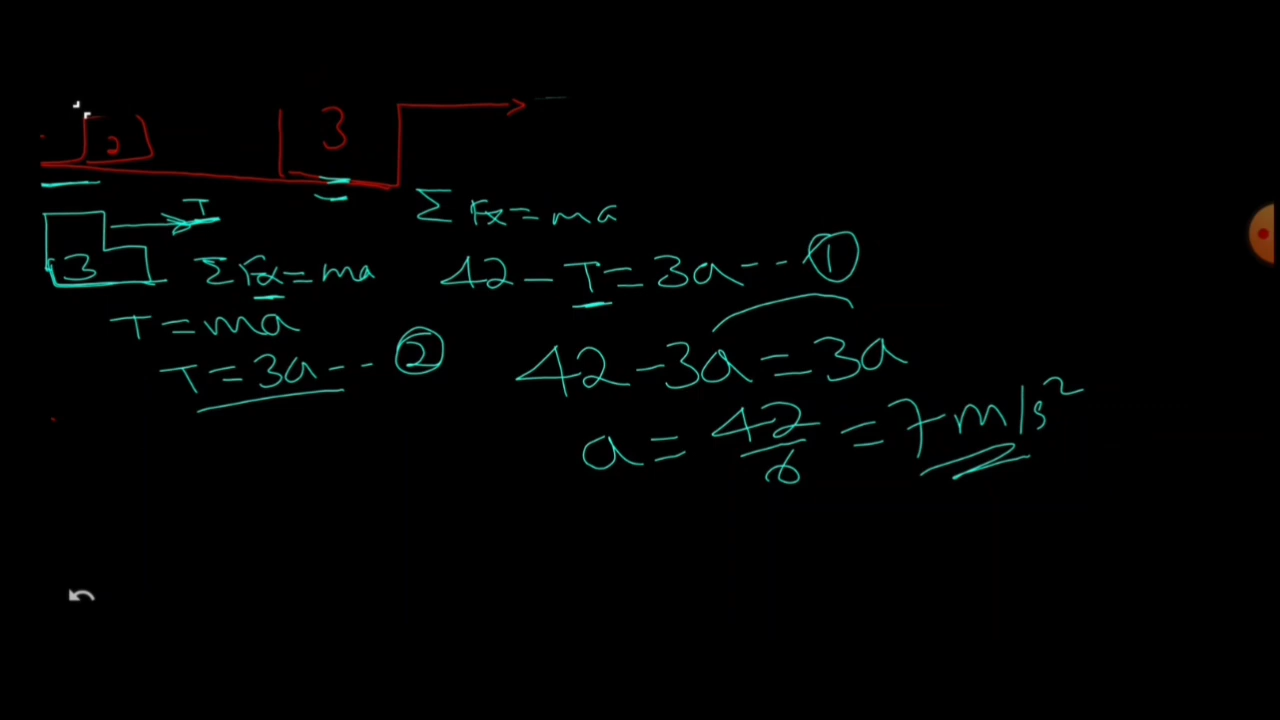 2 3
ΣFx=ma
T
3 ΣFx=ma 42-T=3a--- ①
T=ma
T=3a--- ② 42-3a=3a
a=42/6=7m/s²